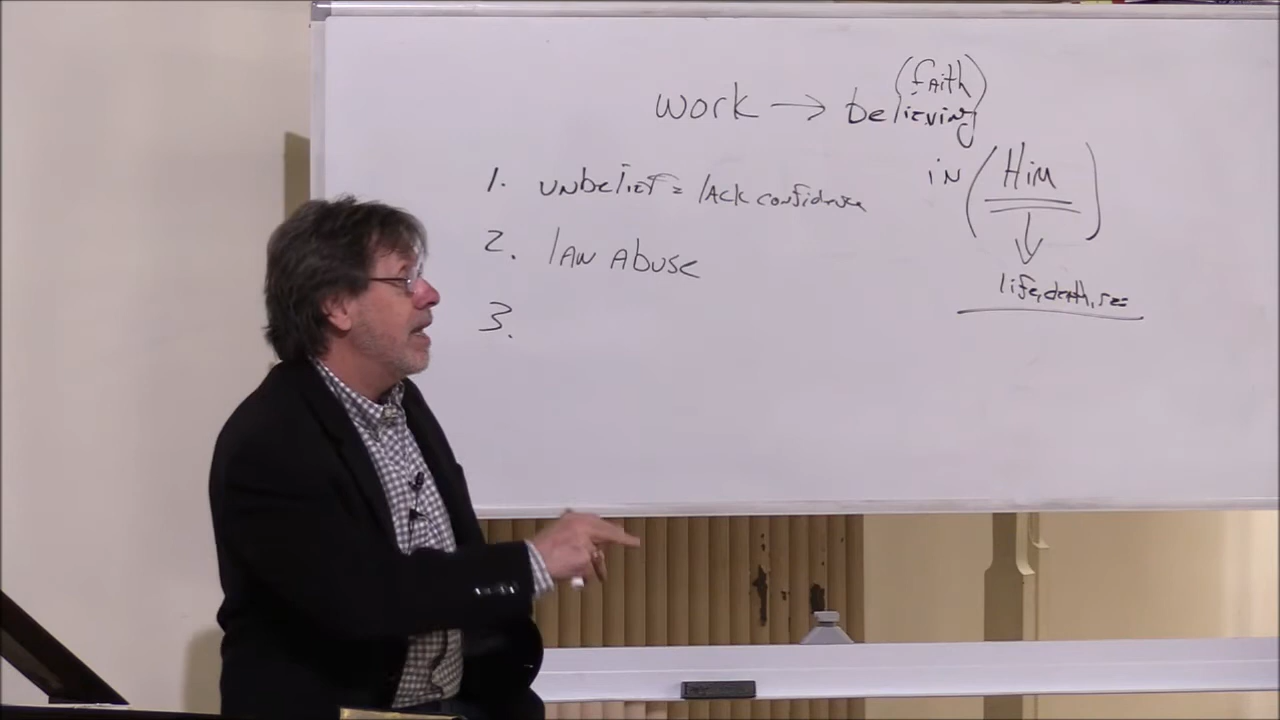 (faith)
work → believing
in (Him)
1. unbelief = lack confidence
2. law abuse
3.
life, death, res